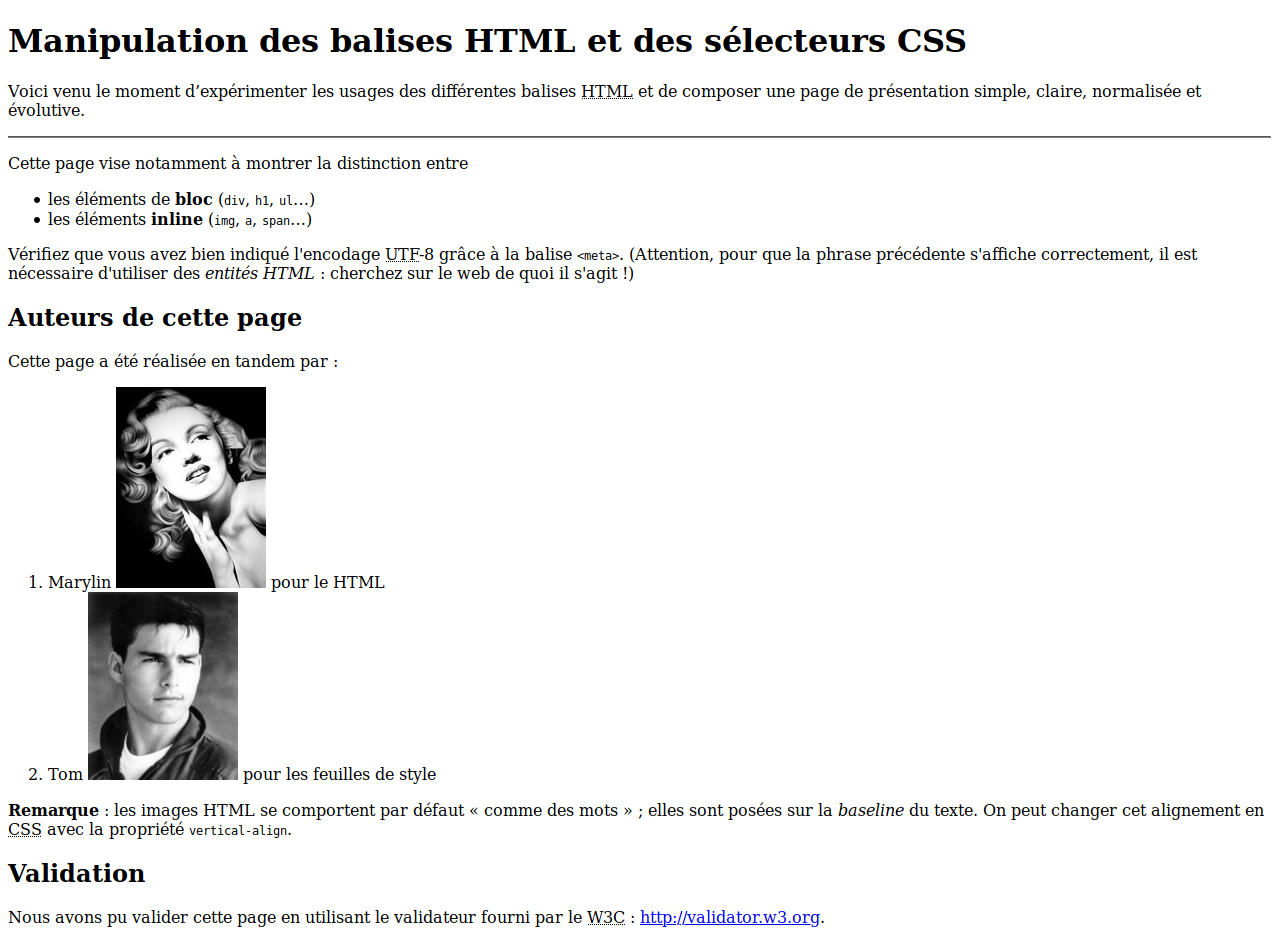 Manipulation des balises HTML et des sélecteurs CSS
Voici venu le moment d’expérimenter les usages des différentes balises HTML et de composer une page de présentation simple, claire, normalisée et
évolutive.
Cette page vise notamment à montrer la distinction entre
• les éléments de bloc (div, h1, ul…)
• les éléments inline (img, a, span…)
Vérifiez que vous avez bien indiqué l'encodage UTF-8 grâce à la balise <meta>. (Attention, pour que la phrase précédente s'affiche correctement, il est
nécessaire d'utiliser des entités HTML : cherchez sur le web de quoi il s'agit !)
Auteurs de cette page
Cette page a été réalisée en tandem par :
1. Marylin pour le HTML
2. Tom pour les feuilles de style
Remarque : les images HTML se comportent par défaut « comme des mots » ; elles sont posées sur la baseline du texte. On peut changer cet alignement en
CSS avec la propriété vertical-align.
Validation
Nous avons pu valider cette page en utilisant le validateur fourni par le W3C : http://validator.w3.org.